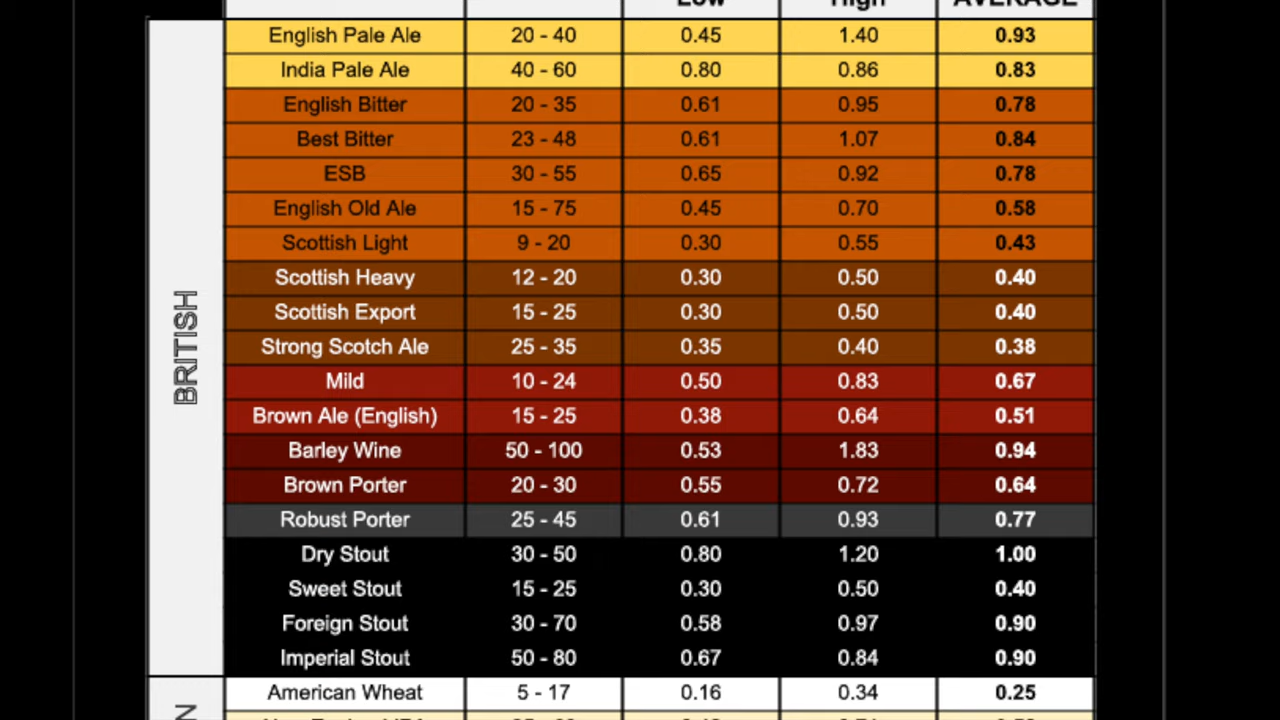 Low High AVERAGE
English Pale Ale 20 - 40 0.45 1.40 0.93
India Pale Ale 40 - 60 0.80 0.86 0.83
English Bitter 20 - 35 0.61 0.95 0.78
Best Bitter 23 - 48 0.61 1.07 0.84
ESB 30 - 55 0.65 0.92 0.78
English Old Ale 15 - 75 0.45 0.70 0.58
Scottish Light 9 - 20 0.30 0.55 0.43
Scottish Heavy 12 - 20 0.30 0.50 0.40
Scottish Export 15 - 25 0.30 0.50 0.40
Strong Scotch Ale 25 - 35 0.35 0.40 0.38
Mild 10 - 24 0.50 0.83 0.67
Brown Ale (English) 15 - 25 0.38 0.64 0.51
Barley Wine 50 - 100 0.53 1.83 0.94
Brown Porter 20 - 30 0.55 0.72 0.64
Robust Porter 25 - 45 0.61 0.93 0.77
Dry Stout 30 - 50 0.80 1.20 1.00
Sweet Stout 15 - 25 0.30 0.50 0.40
Foreign Stout 30 - 70 0.58 0.97 0.90
Imperial Stout 50 - 80 0.67 0.84 0.90
BRITISH
American Wheat 5 - 17 0.16 0.34 0.25